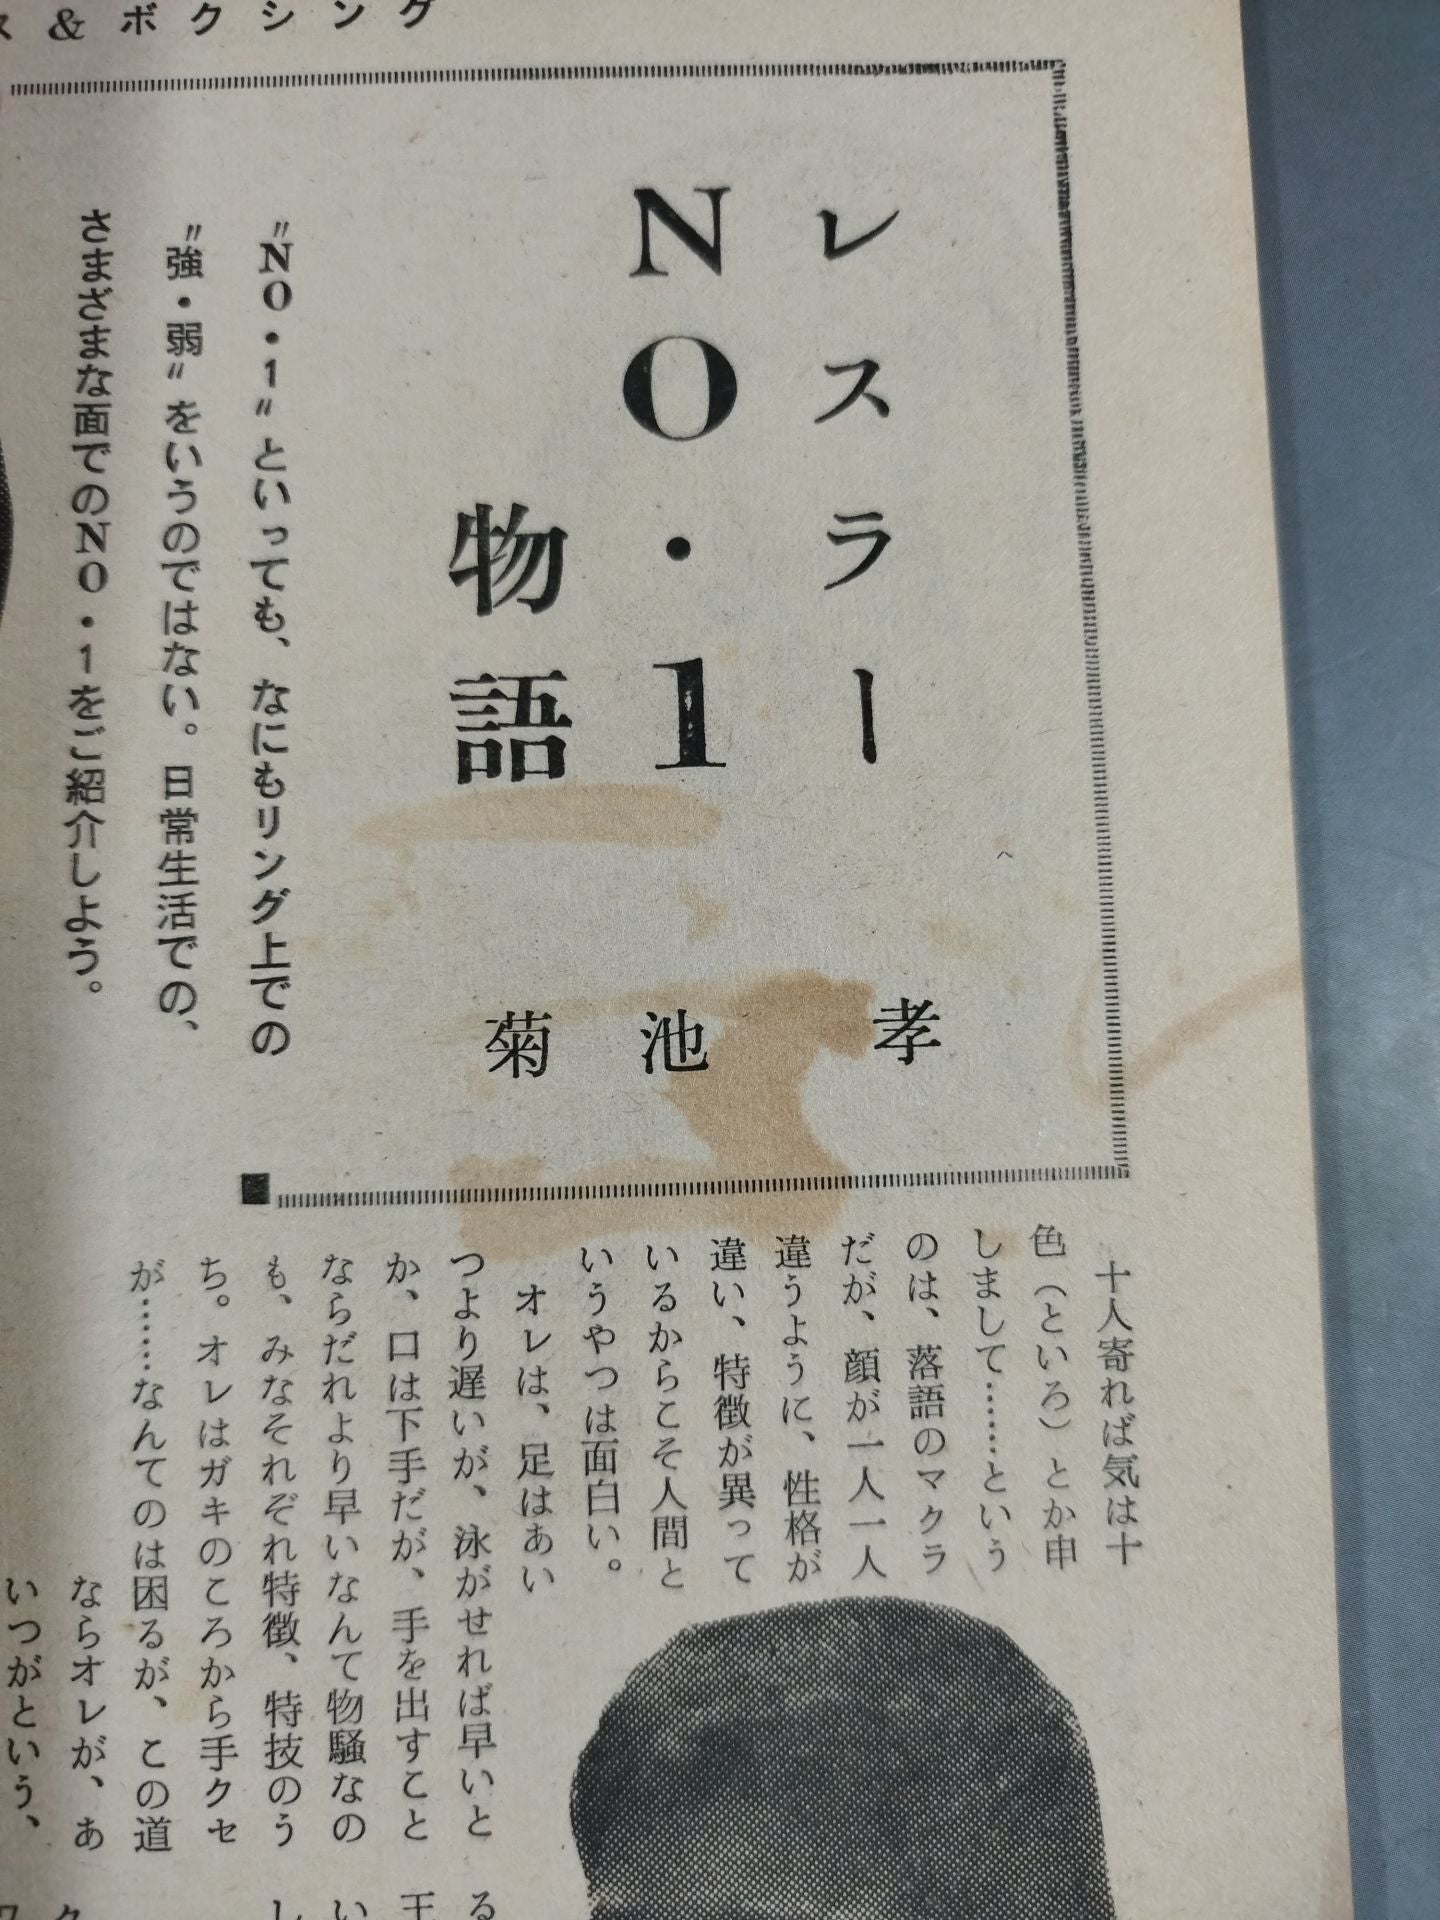 &ボクシング
レスラー
NO・1
物語
菊池 孝
〃NO・1〃といっても、なにもリング上での
〃強・弱〃をいうのではない。日常生活での、
さまざまな面でのNO・1をご紹介しよう。
十人寄れば気は十
色（といろ）とか申
しまして……という
のは、落語のマクラ
だが、顔が一人一人
違うように、性格が
違い、特徴が異って
いるからこそ人間と
いうやつは面白い。
オレは、足はあい
つより遅いが、泳がせれば早いと
か、口は下手だが、手を出すこと
ならだれより早いなんて物騒なの
も、みなそれぞれ特徴、特技のう
ち。オレはガキのころから手クセ
が……なんてのは困るが、この道
ならオレが、あ
いつがという、
る
王
い
し
ク